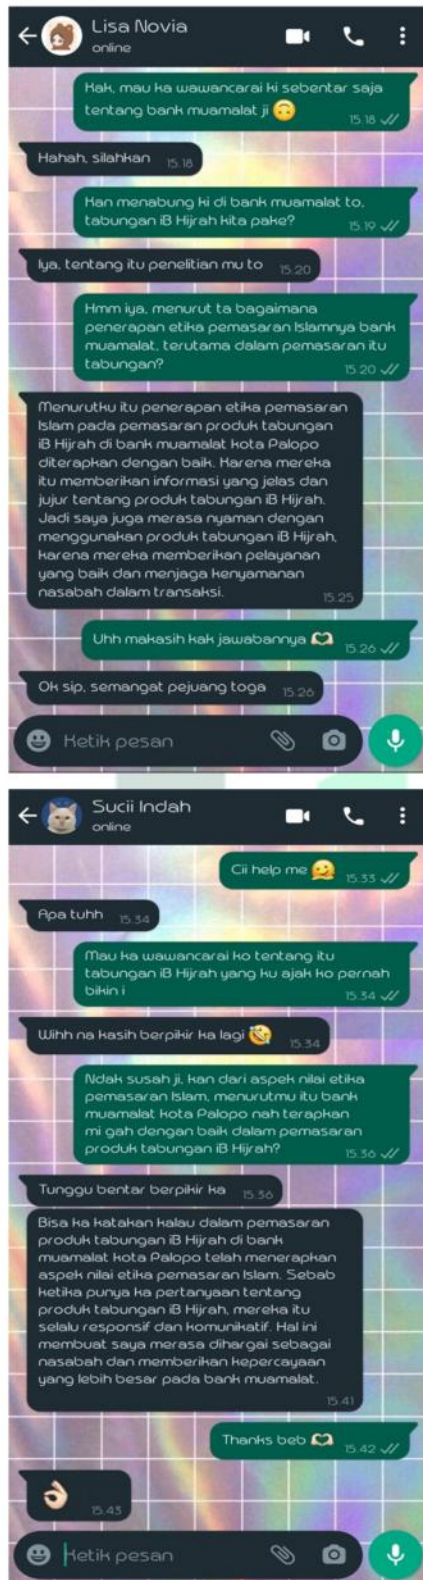 Lisa Novia
online
Kak, mau ka wawancarai ki sebentar saja
tentang bank muamalat ji 🙃
15.18
Hahah, silahkan 15.18
Kan menabung ki di bank muamalat to,
tabungan iB Hijrah kita pake?
15.19
Iya, tentang itu penelitian mu to 15.20
Hmm iya, menurut ta bagaimana
penerapan etika pemasaran Islamnya bank
muamalat, terutama dalam pemasaran itu
tabungan?
15.20
Menurutku itu penerapan etika pemasaran
Islam pada pemasaran produk tabungan
iB Hijrah di bank muamalat kota Palopo
diterapkan dengan baik. Karena mereka
itu memberikan informasi yang jelas dan
jujur tentang produk tabungan iB Hijrah.
Jadi saya juga merasa nyaman dengan
menggunakan produk tabungan iB Hijrah,
karena mereka memberikan pelayanan
yang baik dan menjaga kenyamanan
nasabah dalam transaksi.
15.25
Uhh makasih kak jawabannya 🫶🏻 15.26
Ok sip, semangat pejuang toga 15.26
Ketik pesan
Sucii Indah
online
Cii help me 🫠 15.33
Apa tuhh 15.34
Mau ka wawancarai ko tentang itu
tabungan iB Hijrah yang ku ajak ko pernah
bikin i
15.34
Wihh na kasih berpikir ka lagi 🤣 15.34
Ndak susah ji, kan dari aspek nilai etika
pemasaran Islam, menurutmu itu bank
muamalat kota Palopo nah terapkan
mi gah dengan baik dalam pemasaran
produk tabungan iB Hijrah?
15.36
Tunggu bentar berpikir ka 15.36
Bisa ka katakan kalau dalam pemasaran
produk tabungan iB Hijrah di bank
muamalat kota Palopo telah menerapkan
aspek nilai etika pemasaran Islam. Sebab
ketika punya ka pertanyaan tentang
produk tabungan iB Hijrah, mereka itu
selalu responsif dan komunikatif. Hal ini
membuat saya merasa dihargai sebagai
nasabah dan memberikan kepercayaan
yang lebih besar pada bank muamalat.
15.41
Thanks beb 🫶🏻 15.42
👌🏻 15.43
Ketik pesan